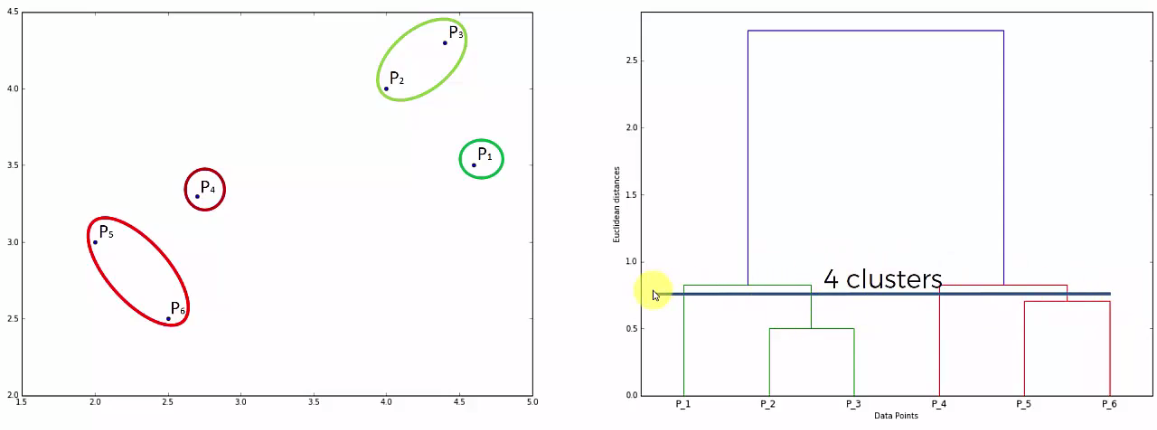 4.5
4.0
3.5
3.0
2.5
2.0
1.5
2.0
2.5
3.0
3.5
4.0
4.5
5.0
P₃
P₂
P₁
P₄
P₅
P₆
2.5
2.0
1.5
1.0
0.5
0.0
Euclidean distances
4 clusters
P_1
P_2
P_3
P_4
P_5
P_6
Data Points